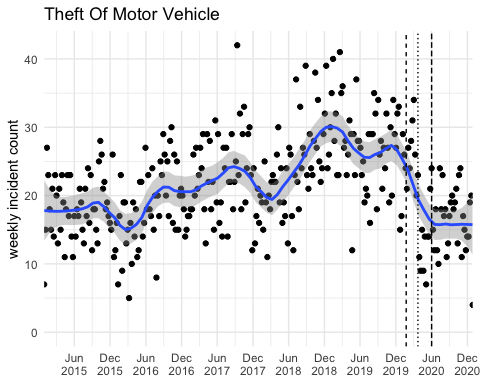 Theft Of Motor Vehicle
weekly incident count
40
30
20
10
0
Jun Dec Jun Dec Jun Dec Jun Dec Jun Dec Jun Dec
2015 2015 2016 2016 2017 2017 2018 2018 2019 2019 2020 2020